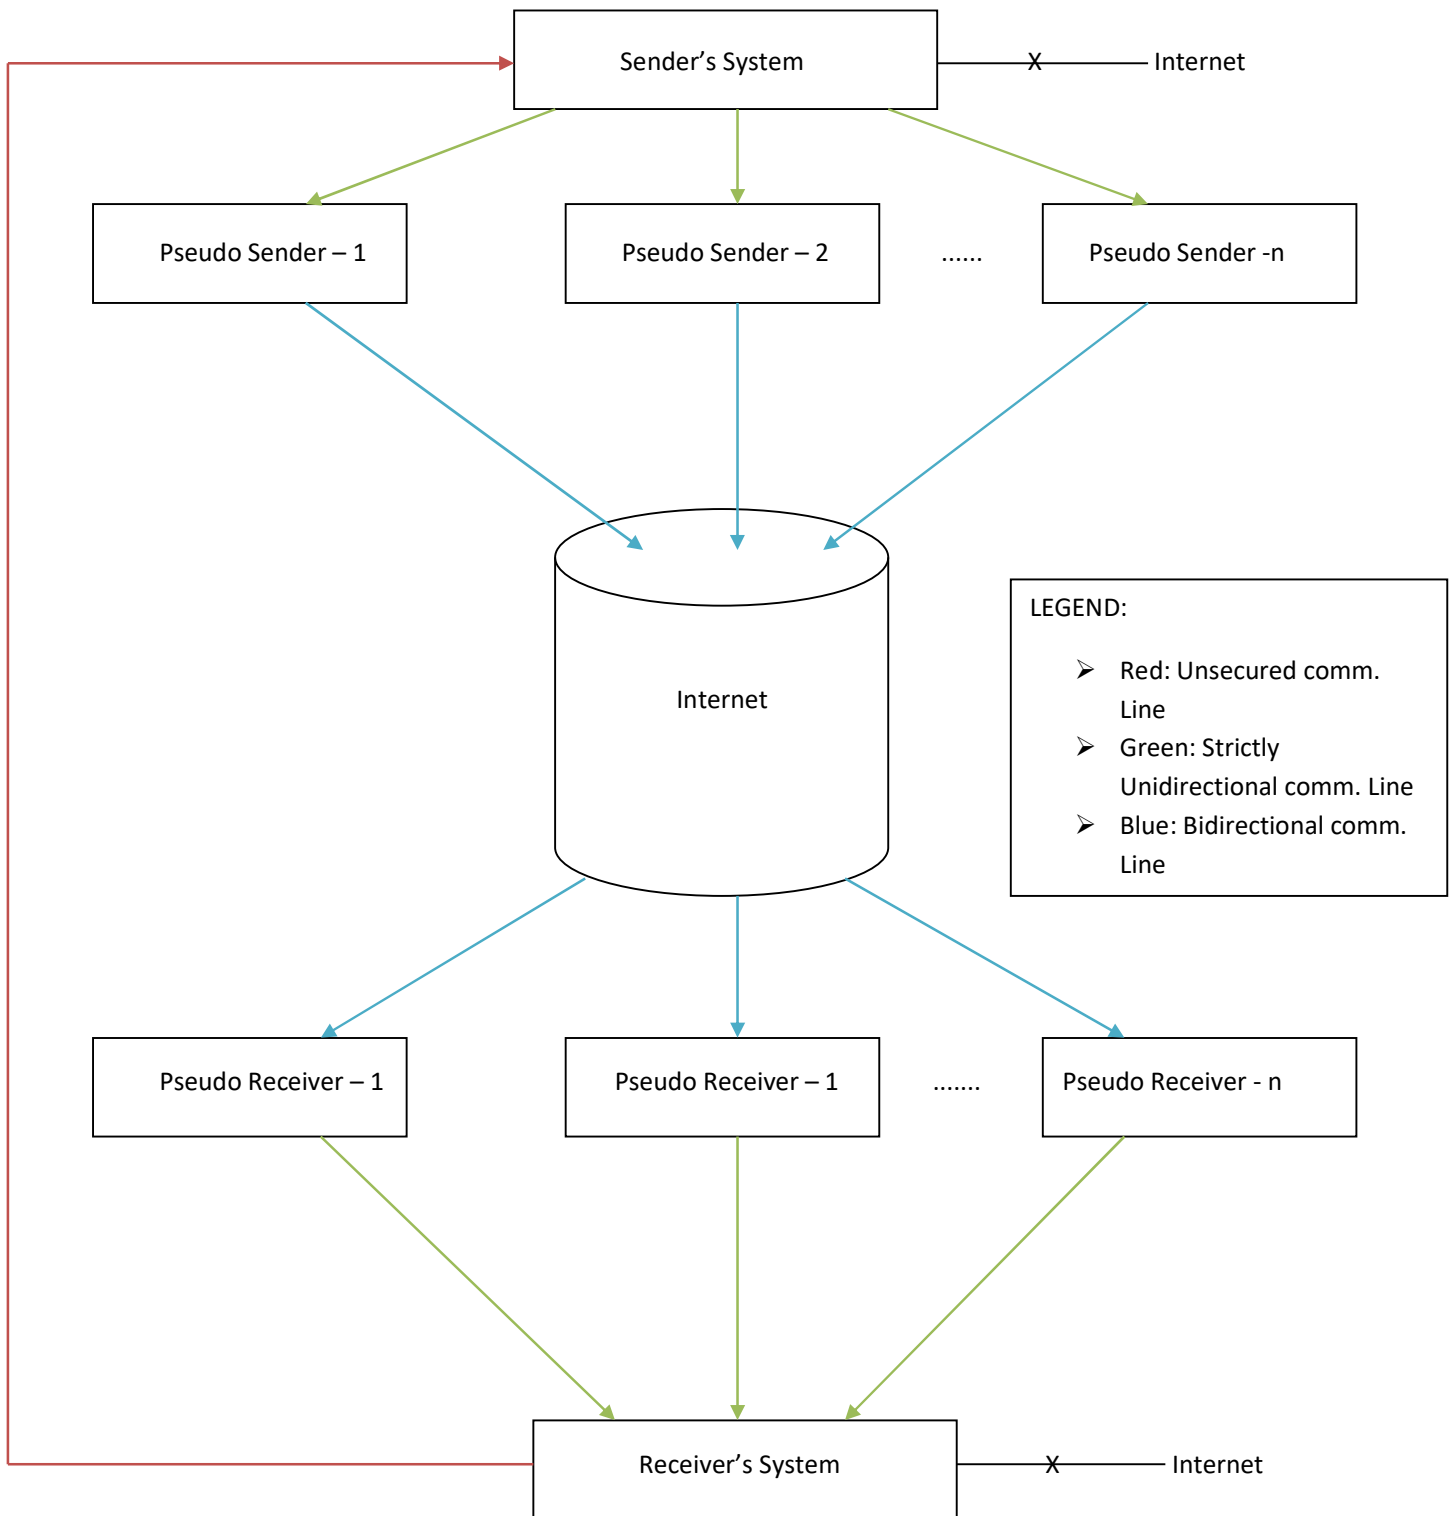 Sender’s System
X
Internet
Pseudo Sender – 1
Pseudo Sender – 2
......
Pseudo Sender -n
Internet
LEGEND:
➢ Red: Unsecured comm.
Line
➢ Green: Strictly
Unidirectional comm. Line
➢ Blue: Bidirectional comm.
Line
Pseudo Receiver – 1
Pseudo Receiver – 1
.......
Pseudo Receiver - n
Receiver’s System
X
Internet